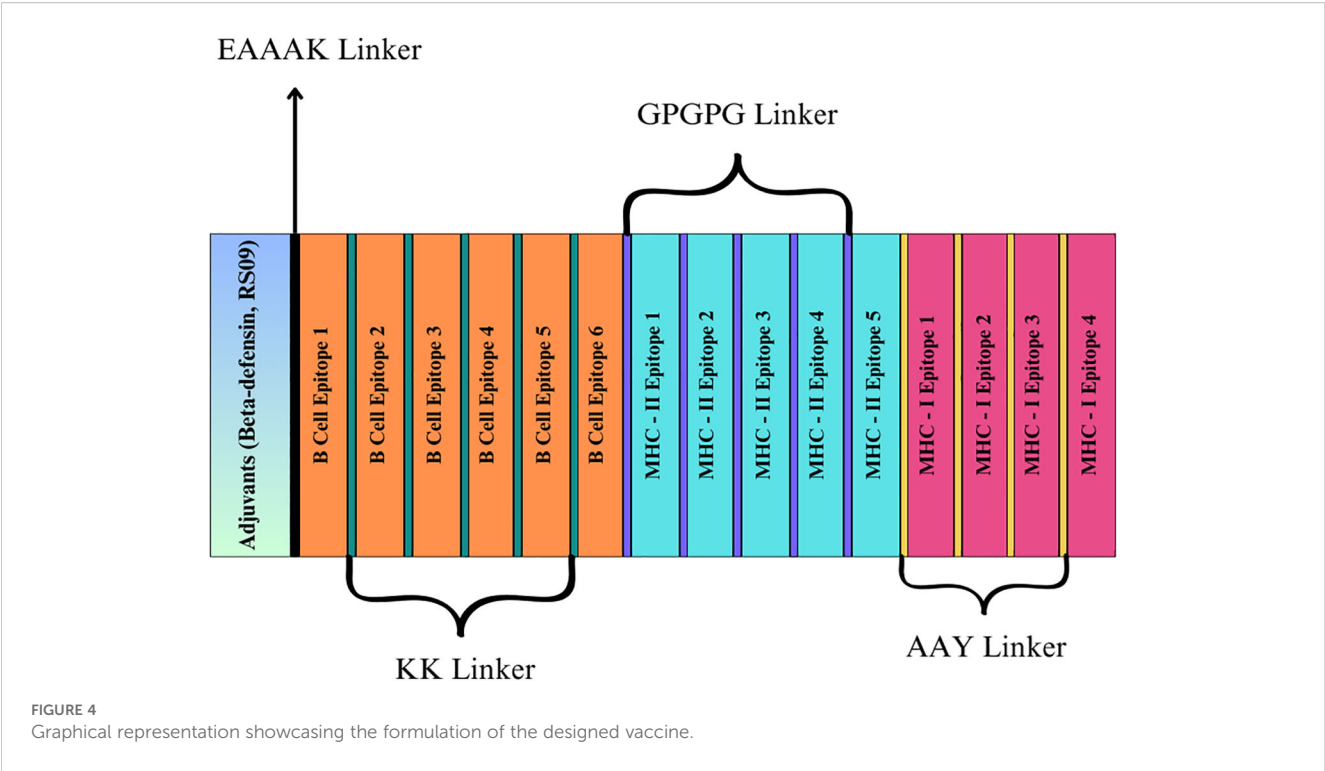 EAAAK Linker
GPGPG Linker
Adjuvants (Beta-defensin, RS09)
B Cell Epitope 1
B Cell Epitope 2
B Cell Epitope 3
B Cell Epitope 4
B Cell Epitope 5
B Cell Epitope 6
MHC - II Epitope 1
MHC - II Epitope 2
MHC - II Epitope 3
MHC - II Epitope 4
MHC - II Epitope 5
MHC - I Epitope 1
MHC - I Epitope 2
MHC - I Epitope 3
MHC - I Epitope 4
KK Linker
AAY Linker
FIGURE 4
Graphical representation showcasing the formulation of the designed vaccine.